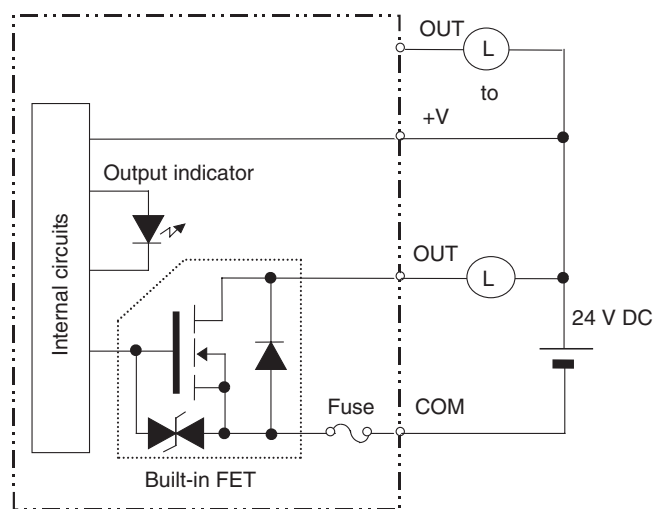 OUT
L
to
+V
Output indicator
Internal circuits
OUT
L
24 V DC
Fuse
COM
Built-in FET